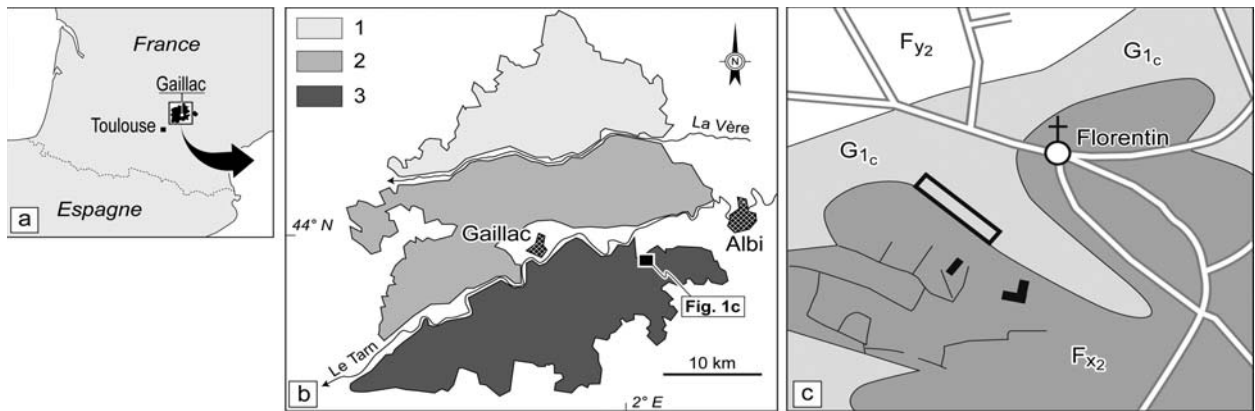 France
Gaillac
Toulouse
Espagne
a
1
2
3
N
La Vère
44° N
Gaillac
Albi
Fig. 1c
Le Tarn
10 km
b
2° E
Fy2
G1c
Florentin
G1c
Fx2
c